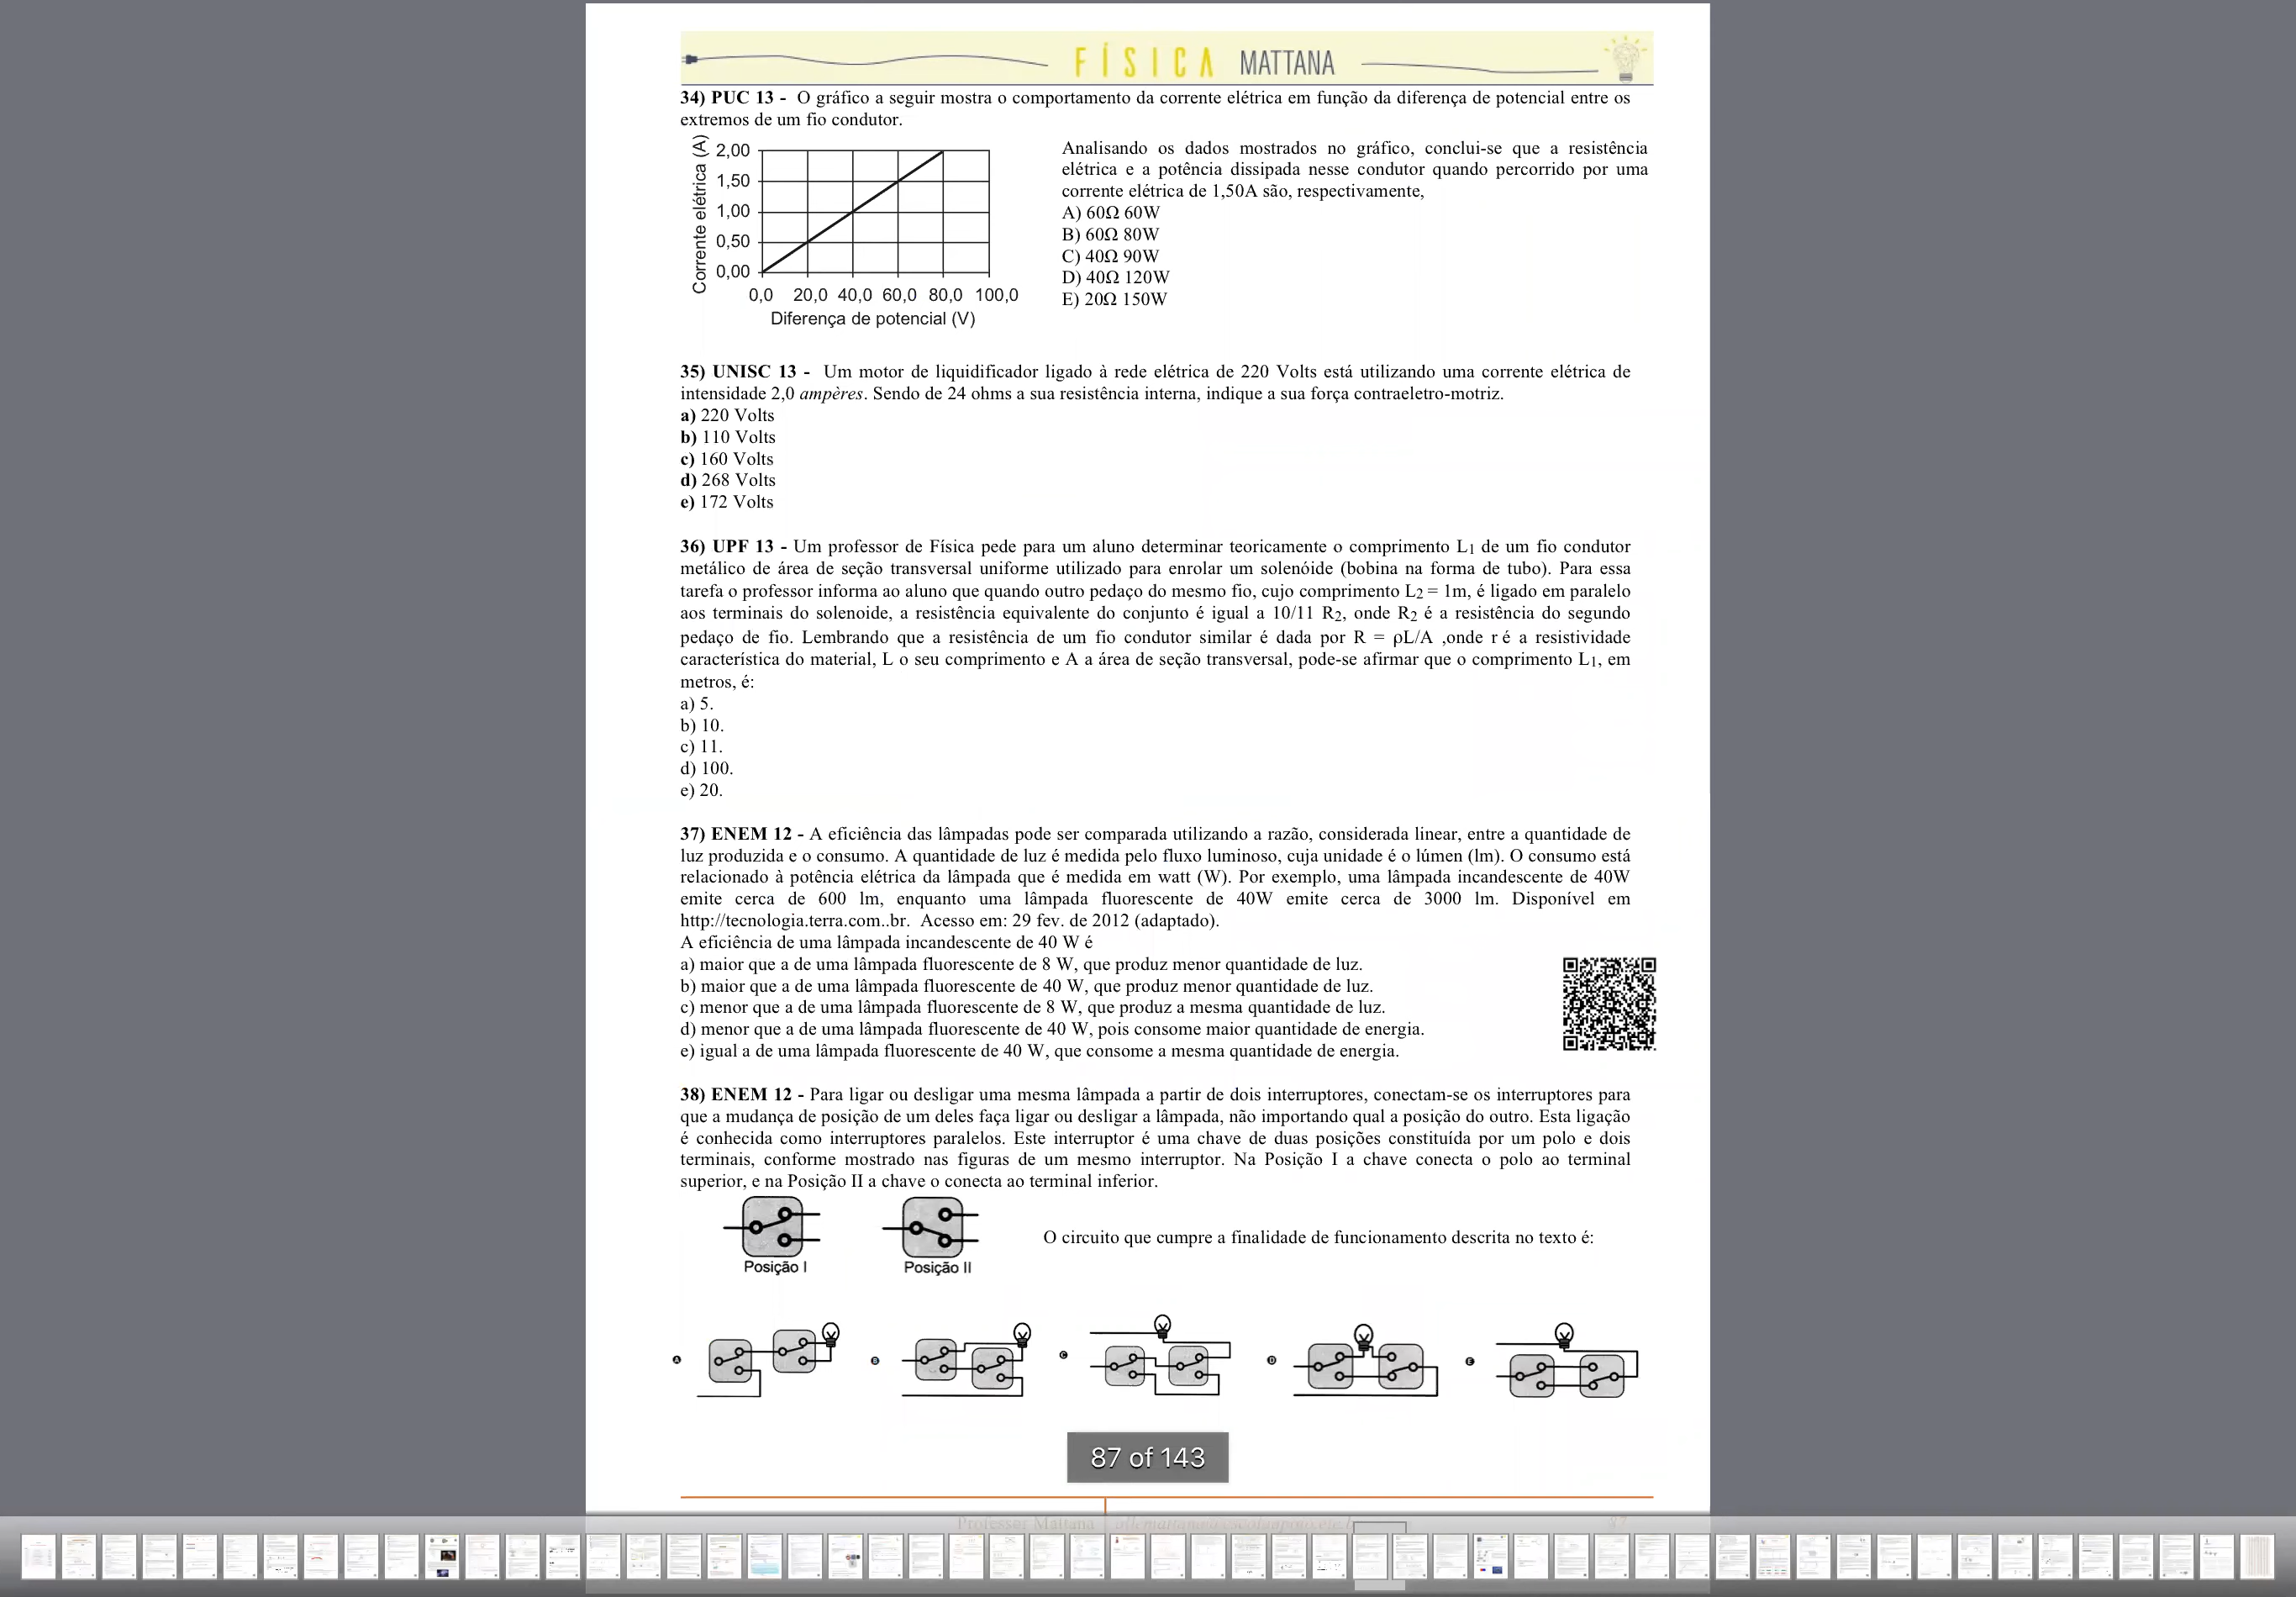 FÍSICA MATTANA
34) PUC 13 - O gráfico a seguir mostra o comportamento da corrente elétrica em função da diferença de potencial entre os
extremos de um fio condutor.
Corrente elétrica (A)
2,00
1,50
1,00
0,50
0,00
0,0 20,0 40,0 60,0 80,0 100,0
Diferença de potencial (V)
Analisando os dados mostrados no gráfico, conclui-se que a resistência
elétrica e a potência dissipada nesse condutor quando percorrido por uma
corrente elétrica de 1,50A são, respectivamente,
A) 60Ω 60W
B) 60Ω 80W
C) 40Ω 90W
D) 40Ω 120W
E) 20Ω 150W
35) UNISC 13 - Um motor de liquidificador ligado à rede elétrica de 220 Volts está utilizando uma corrente elétrica de
intensidade 2,0 ampères. Sendo de 24 ohms a sua resistência interna, indique a sua força contraeletro-motriz.
a) 220 Volts
b) 110 Volts
c) 160 Volts
d) 268 Volts
e) 172 Volts
36) UPF 13 - Um professor de Física pede para um aluno determinar teoricamente o comprimento L1 de um fio condutor
metálico de área de seção transversal uniforme utilizado para enrolar um solenóide (bobina na forma de tubo). Para essa
tarefa o professor informa ao aluno que quando outro pedaço do mesmo fio, cujo comprimento L2 = 1m, é ligado em paralelo
aos terminais do solenoide, a resistência equivalente do conjunto é igual a 10/11 R2, onde R2 é a resistência do segundo
pedaço de fio. Lembrando que a resistência de um fio condutor similar é dada por R = ρL/A ,onde r é a resistividade
característica do material, L o seu comprimento e A a área de seção transversal, pode-se afirmar que o comprimento L1, em
metros, é:
a) 5.
b) 10.
c) 11.
d) 100.
e) 20.
37) ENEM 12 - A eficiência das lâmpadas pode ser comparada utilizando a razão, considerada linear, entre a quantidade de
luz produzida e o consumo. A quantidade de luz é medida pelo fluxo luminoso, cuja unidade é o lúmen (lm). O consumo está
relacionado à potência elétrica da lâmpada que é medida em watt (W). Por exemplo, uma lâmpada incandescente de 40W
emite cerca de 600 lm, enquanto uma lâmpada fluorescente de 40W emite cerca de 3000 lm. Disponível em
http://tecnologia.terra.com..br. Acesso em: 29 fev. de 2012 (adaptado).
A eficiência de uma lâmpada incandescente de 40 W é
a) maior que a de uma lâmpada fluorescente de 8 W, que produz menor quantidade de luz.
b) maior que a de uma lâmpada fluorescente de 40 W, que produz menor quantidade de luz.
c) menor que a de uma lâmpada fluorescente de 8 W, que produz a mesma quantidade de luz.
d) menor que a de uma lâmpada fluorescente de 40 W, pois consome maior quantidade de energia.
e) igual a de uma lâmpada fluorescente de 40 W, que consome a mesma quantidade de energia.
38) ENEM 12 - Para ligar ou desligar uma mesma lâmpada a partir de dois interruptores, conectam-se os interruptores para
que a mudança de posição de um deles faça ligar ou desligar a lâmpada, não importando qual a posição do outro. Esta ligação
é conhecida como interruptores paralelos. Este interruptor é uma chave de duas posições constituída por um polo e dois
terminais, conforme mostrado nas figuras de um mesmo interruptor. Na Posição I a chave conecta o polo ao terminal
superior, e na Posição II a chave o conecta ao terminal inferior.
Posição I Posição II
O circuito que cumpre a finalidade de funcionamento descrita no texto é:
A B C D E
87 of 143
Professor Mattana
87